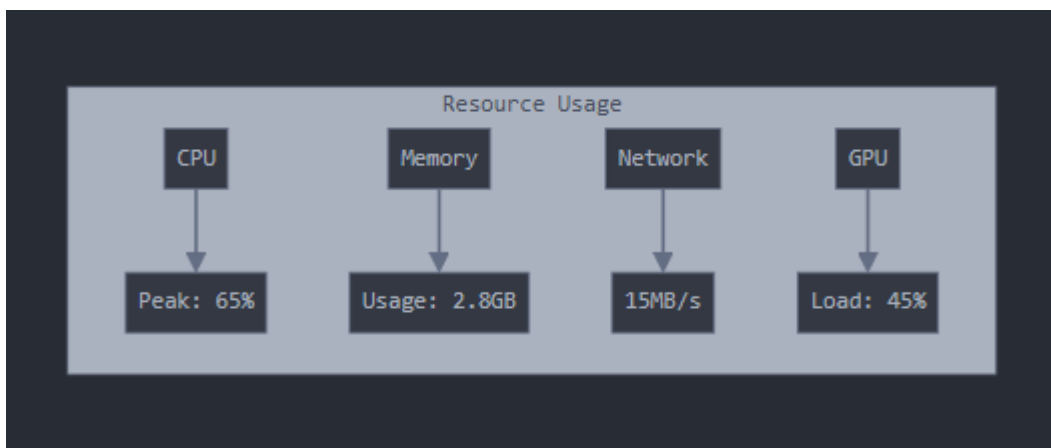 Resource Usage
CPU
Memory
Network
GPU
Peak: 65%
Usage: 2.8GB
15MB/s
Load: 45%